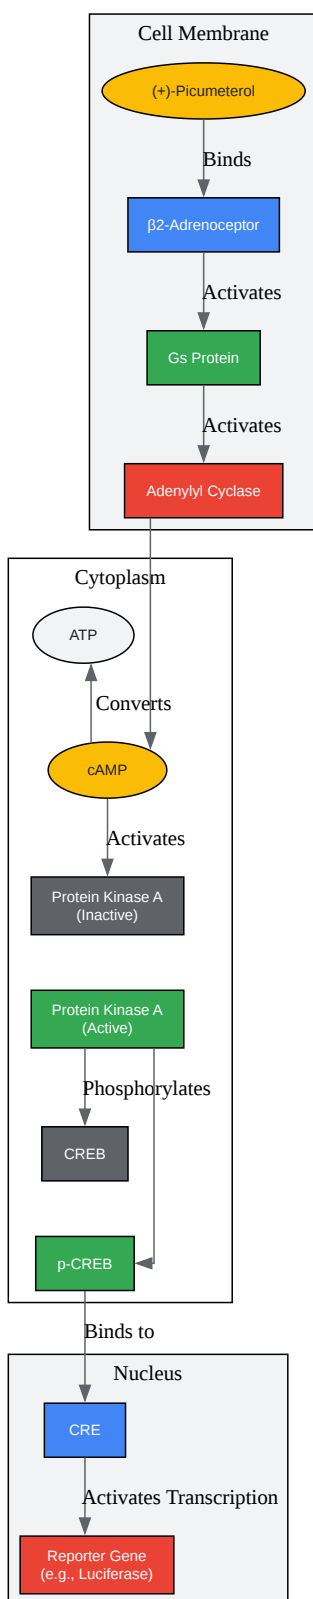 Cell Membrane
(+)-Picumeterol
Binds
β2-Adrenoceptor
Activates
Gs Protein
Activates
Adenylyl Cyclase
Cytoplasm
ATP
Converts
cAMP
Activates
Protein Kinase A
(Inactive)
Protein Kinase A
(Active)
Phosphorylates
CREB
p-CREB
Binds to
Nucleus
CRE
Activates Transcription
Reporter Gene
(e.g., Luciferase)